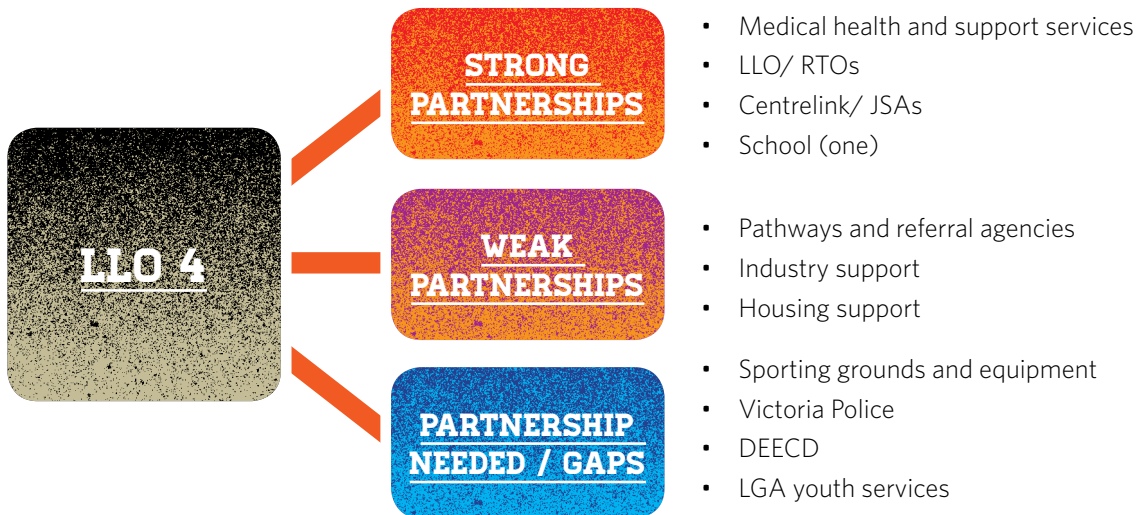 LLO 4
STRONG
PARTNERSHIPS
• Medical health and support services
• LLO/ RTOs
• Centrelink/ JSAs
• School (one)
WEAK
PARTNERSHIPS
• Pathways and referral agencies
• Industry support
• Housing support
PARTNERSHIP
NEEDED / GAPS
• Sporting grounds and equipment
• Victoria Police
• DEECD
• LGA youth services